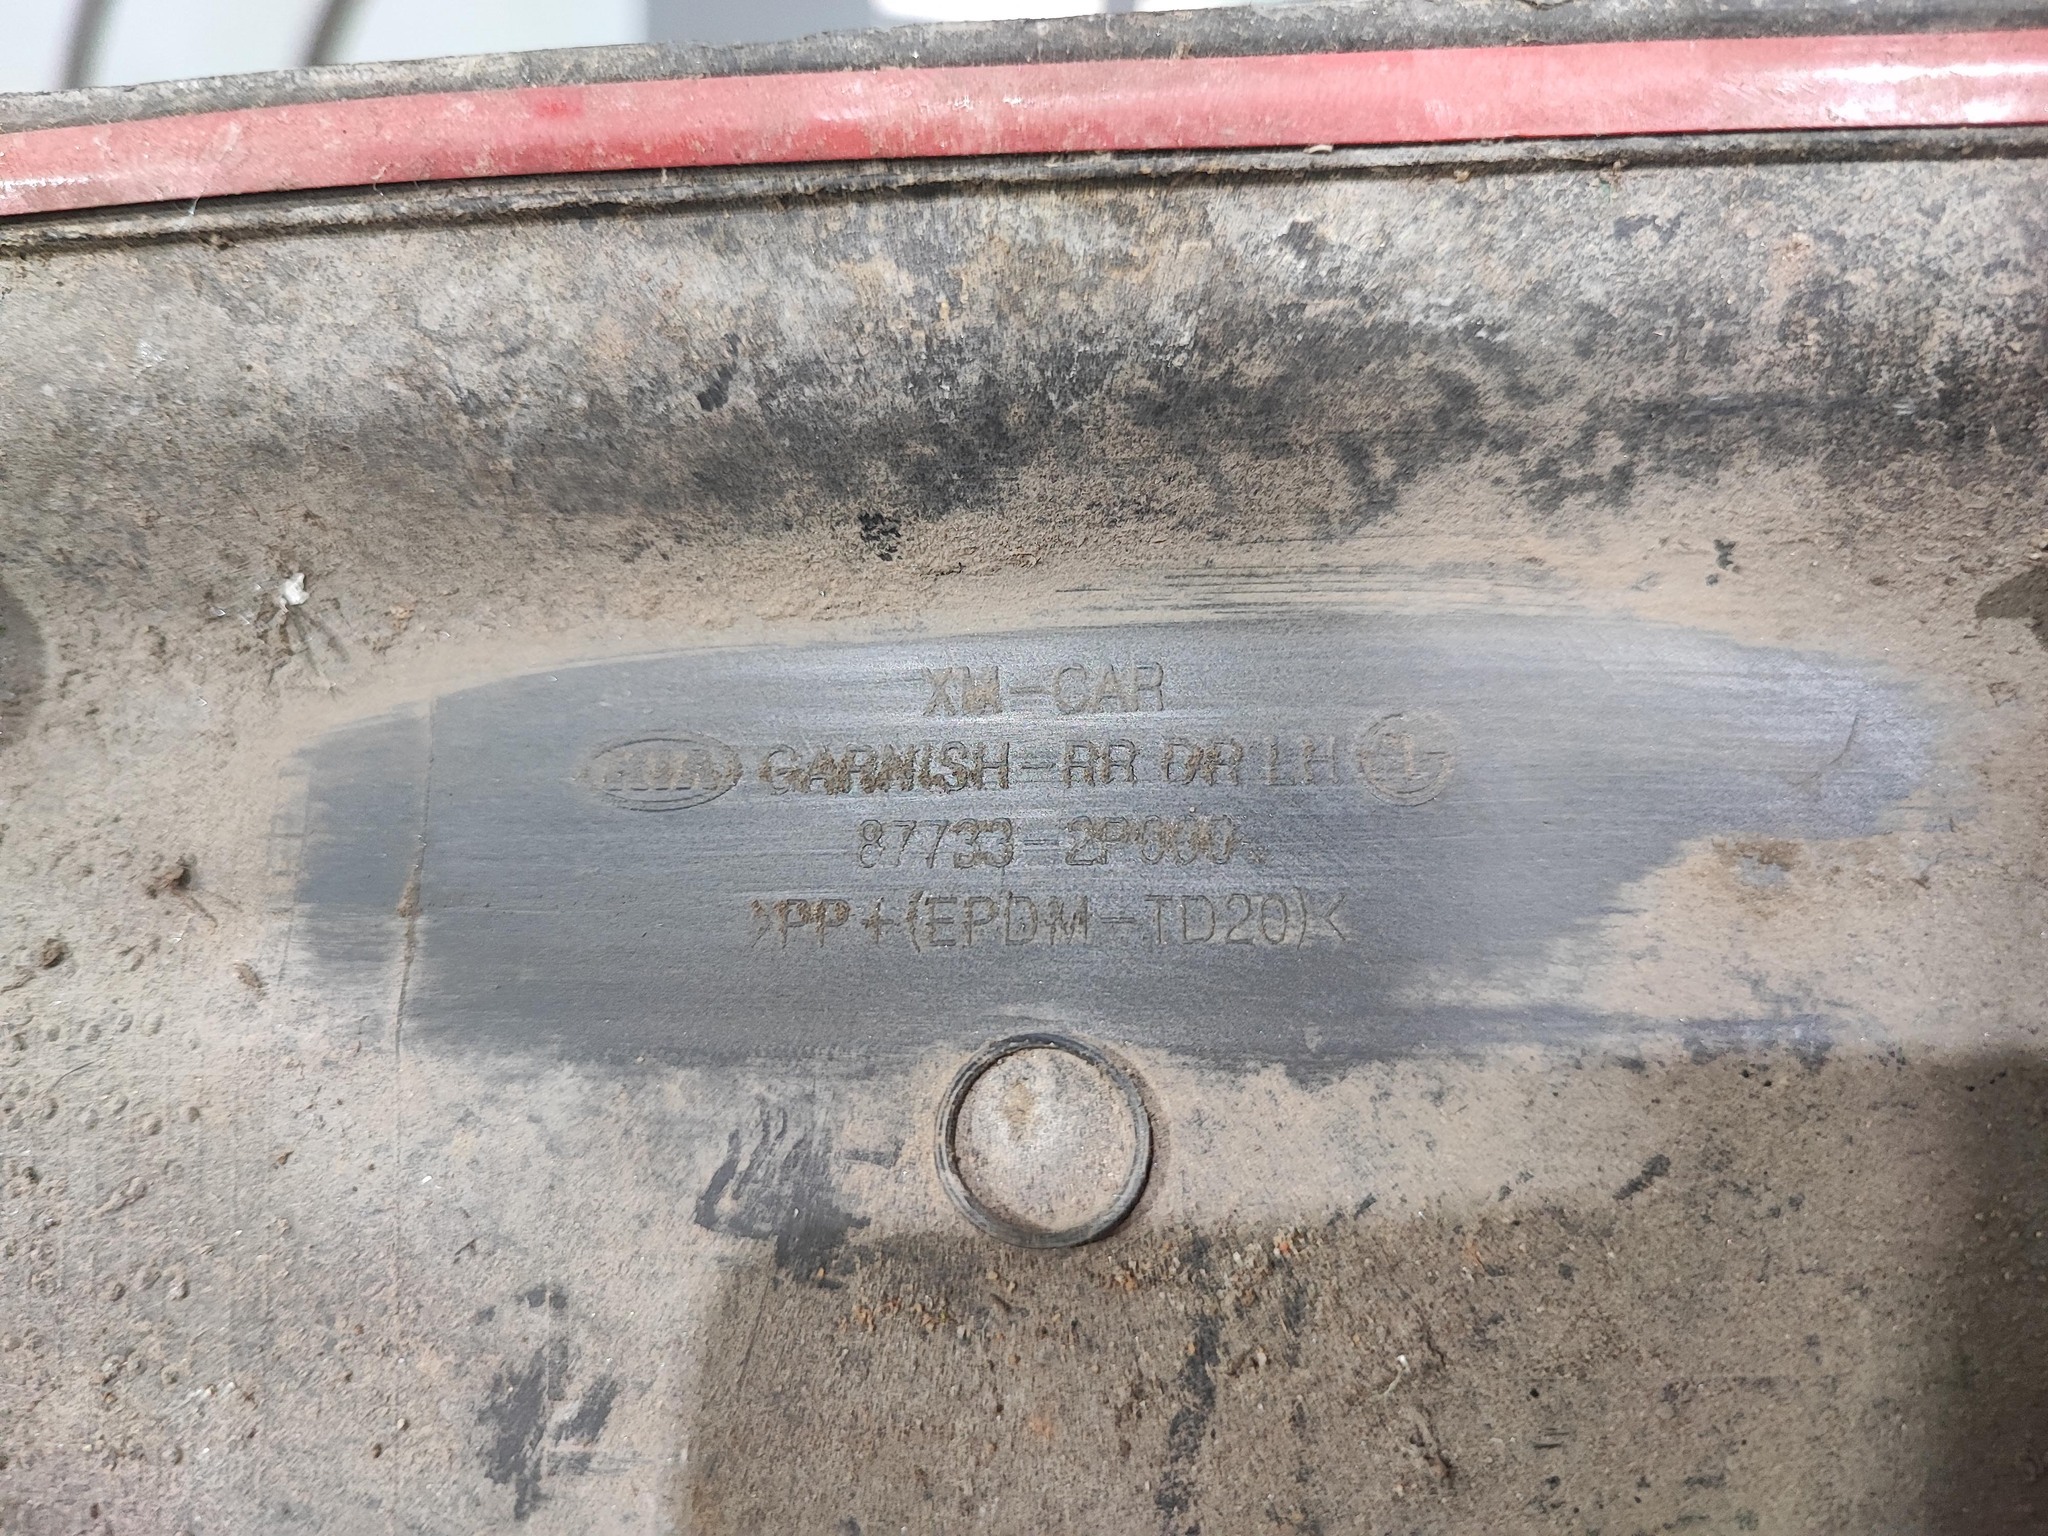 XM-CAR
KIA GARNISH-RR DR LH
87733-2P000
>PP+(EPDM-TD20)<